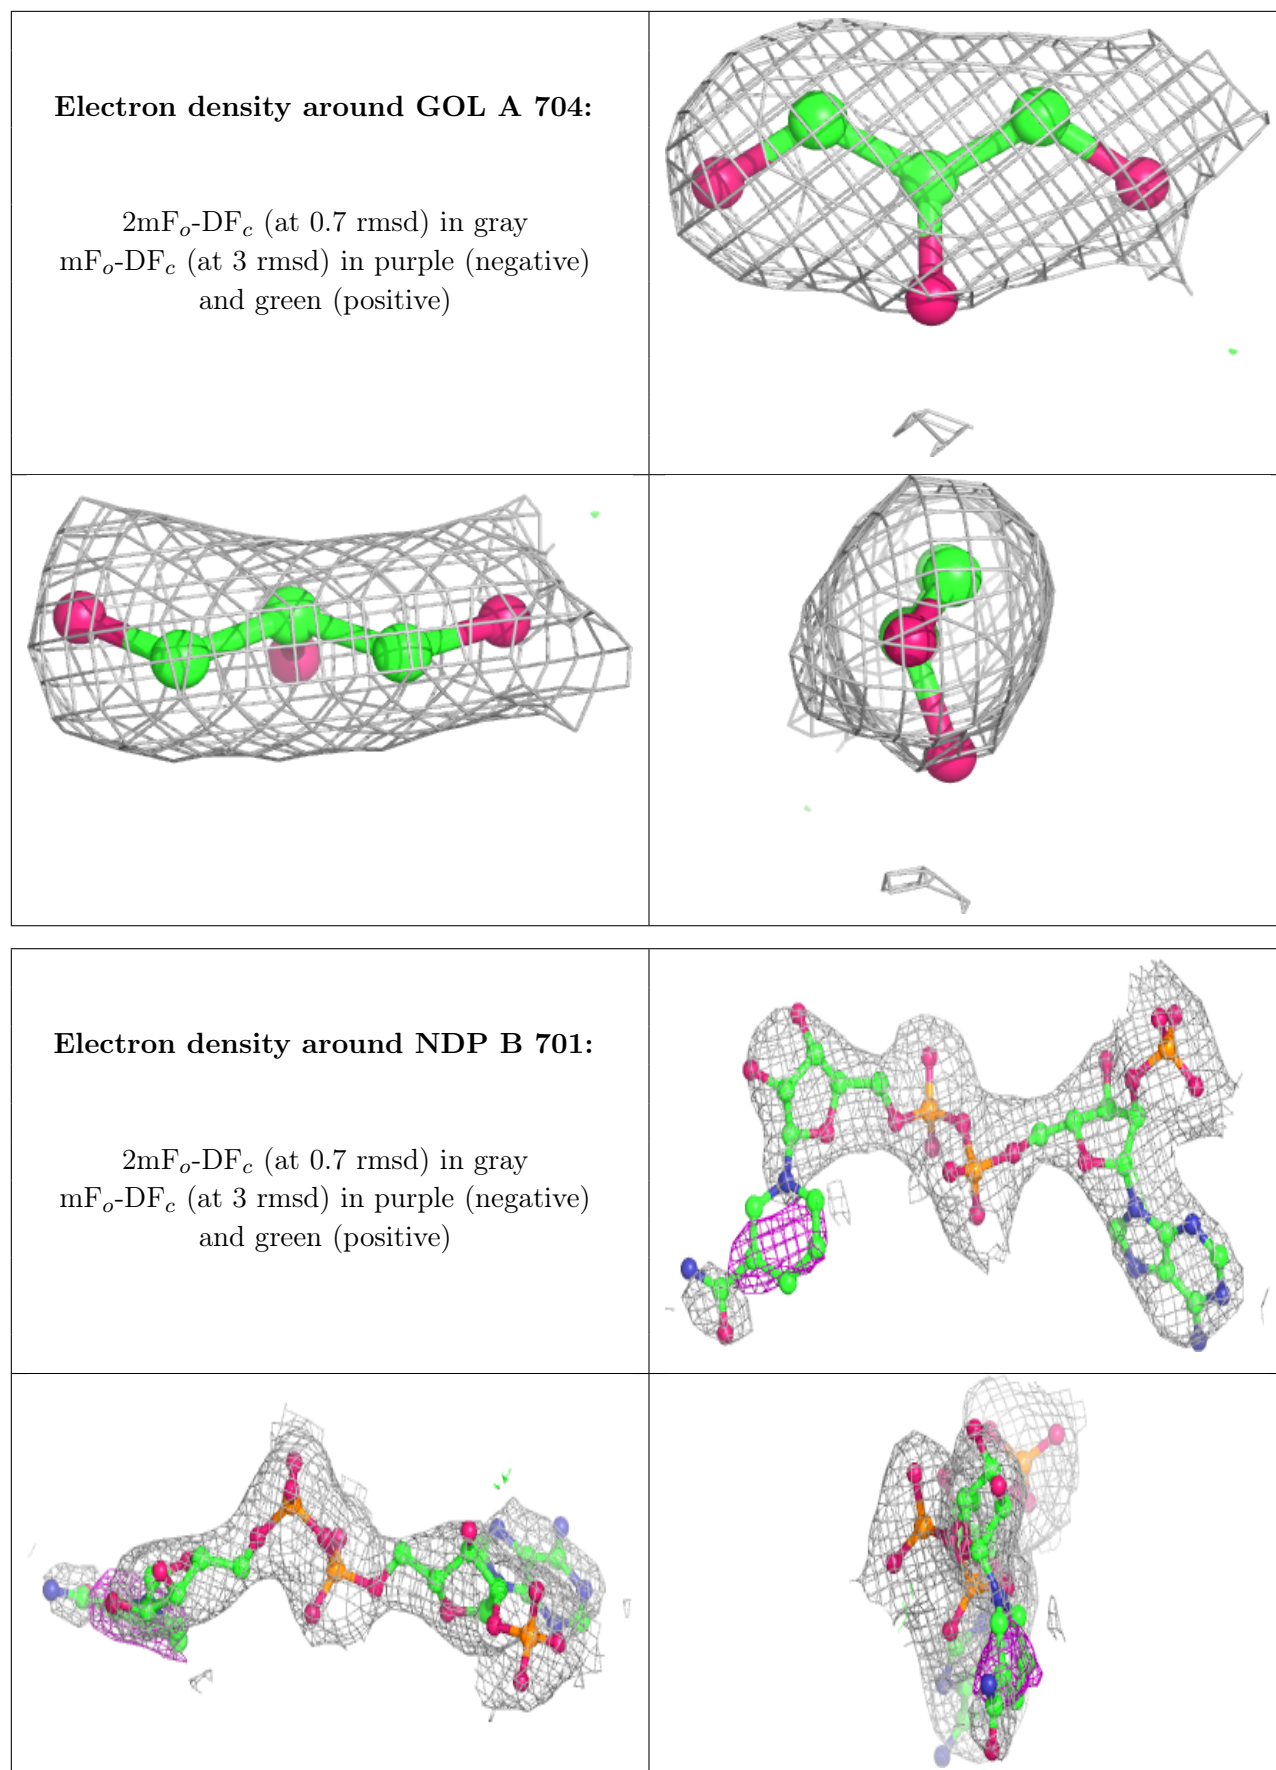 Electron density around GOL A 704:
2mFo-DFc (at 0.7 rmsd) in gray
mFo-DFc (at 3 rmsd) in purple (negative)
and green (positive)
Electron density around NDP B 701:
2mFo-DFc (at 0.7 rmsd) in gray
mFo-DFc (at 3 rmsd) in purple (negative)
and green (positive)